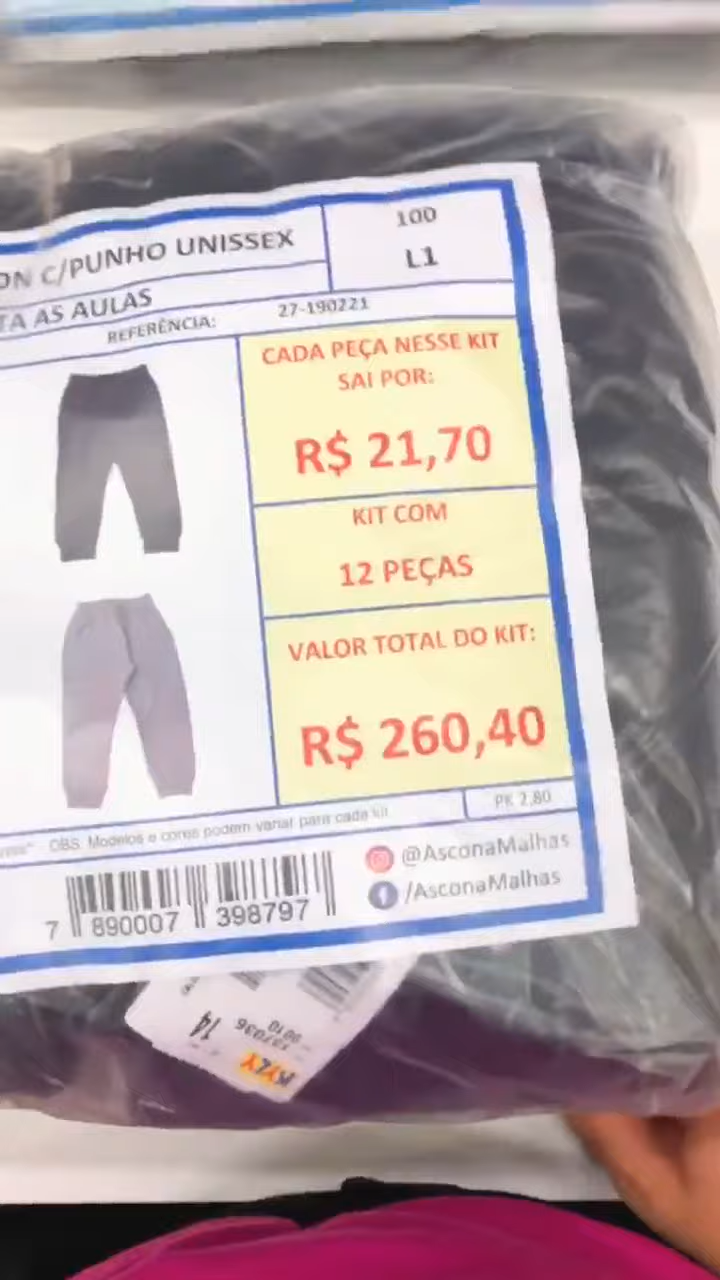 ON C/PUNHO UNISSEX
100
L1
TA AS AULAS
REFERÊNCIA:
27-190221
CADA PEÇA NESSE KIT
SAI POR:
R$ 21,70
KIT COM
12 PEÇAS
VALOR TOTAL DO KIT:
R$ 260,40
PK 2,80
OBS. Modelos e cores podem variar para cada kit
@AsconaMalhas
/AsconaMalhas
7 890007 398797
14
0010
KYLY